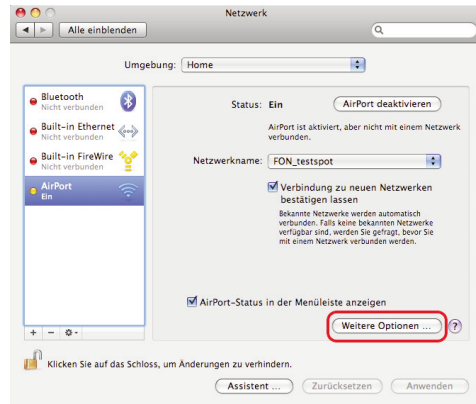 Netzwerk
Alle einblenden
Umgebung: Home
Bluetooth
Nicht verbunden
Built-in Ethernet
Nicht verbunden
Built-in FireWire
Nicht verbunden
AirPort
Ein
Status: Ein
AirPort deaktivieren
AirPort ist aktiviert, aber nicht mit einem Netzwerk
verbunden.
Netzwerkname: FON_testspot
Verbindung zu neuen Netzwerken
bestätigen lassen
Bekannte Netzwerke werden automatisch
verbunden. Falls keine bekannten Netzwerke
verfügbar sind, werden Sie gefragt, bevor Sie
mit einem Netzwerk verbunden werden.
AirPort-Status in der Menüleiste anzeigen
Weitere Optionen ... ?
+ −
Klicken Sie auf das Schloss, um Änderungen zu verhindern.
Assistent ... Zurücksetzen Anwenden